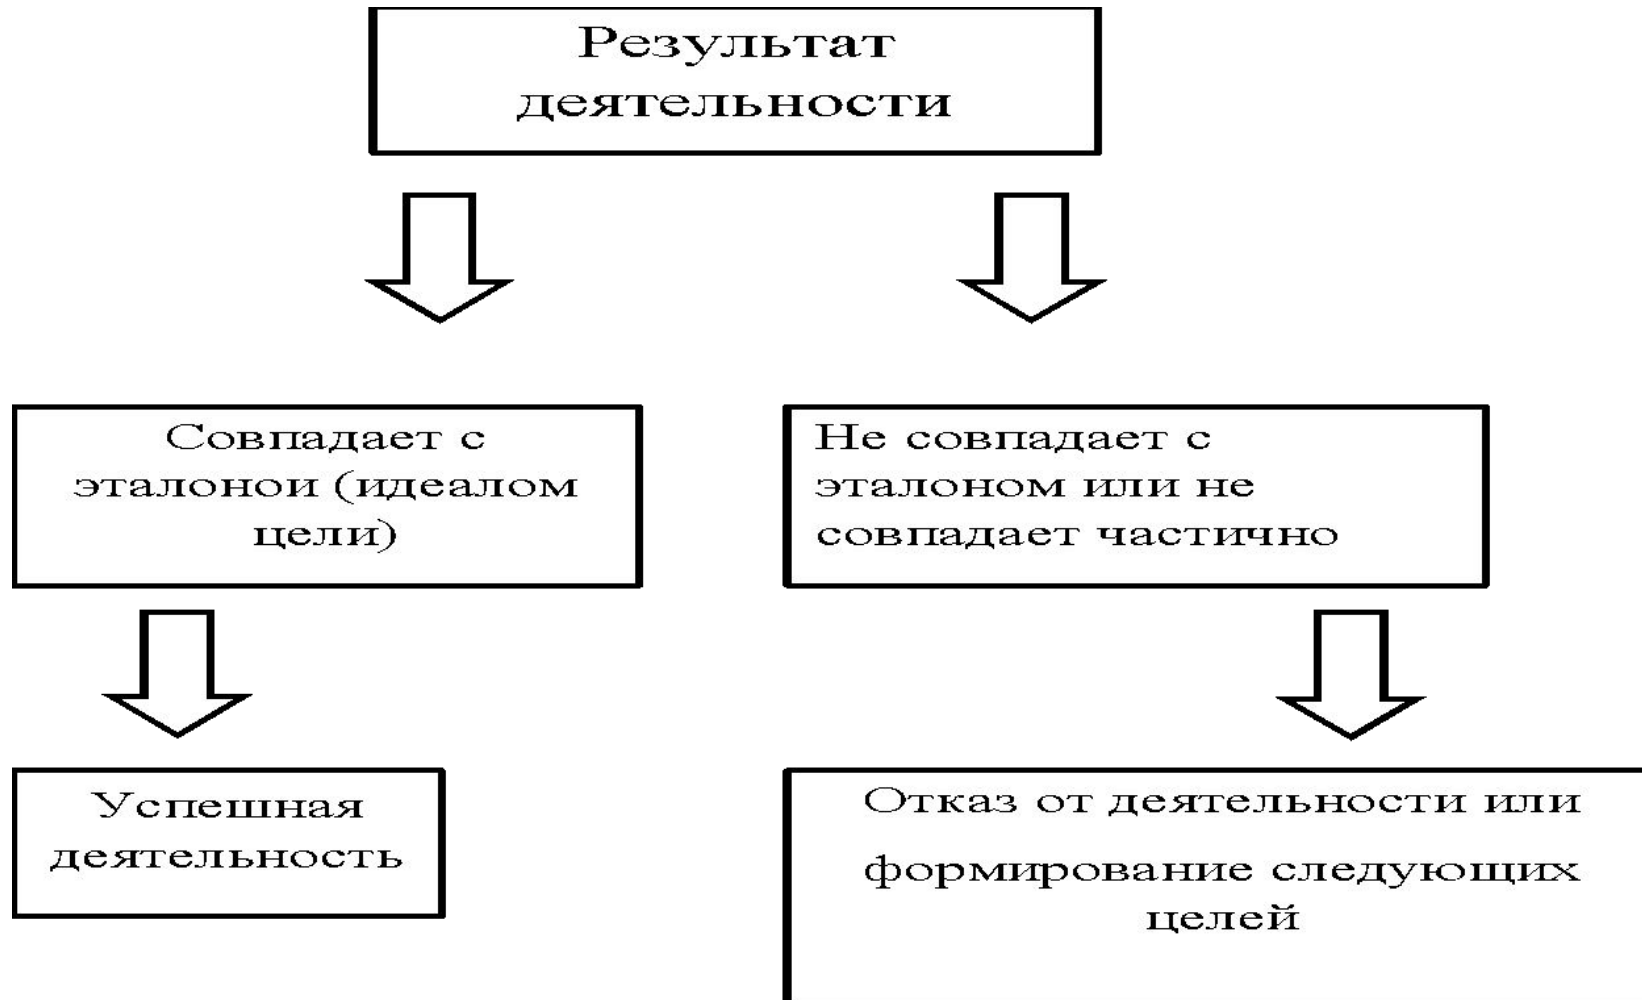 Результат
деятельности
Совпадает с
эталонои (идеалом
цели)
Не совпадает с
эталоном или не
совпадает частично
Успешная
деятельность
Отказ от деятельности или
формирование следующих
целей